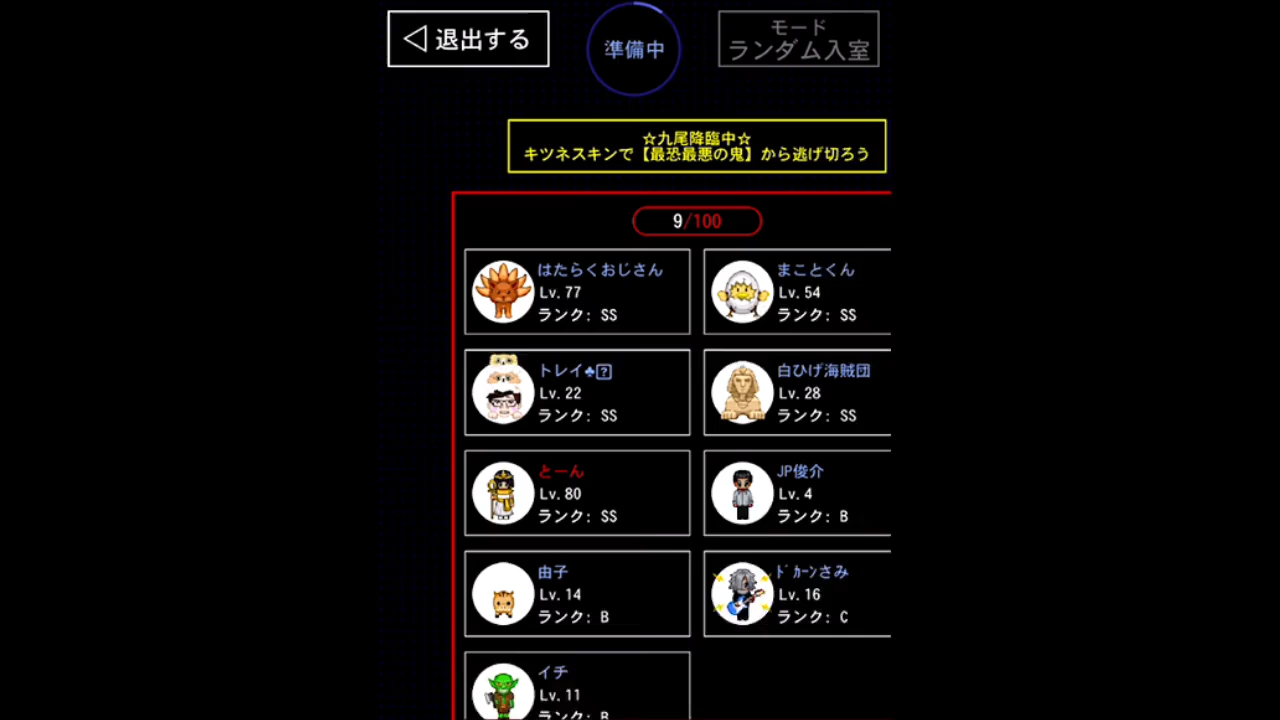 ◁退出する
準備中
モード
ランダム入室
☆九尾降臨中☆
キツネスキンで【最恐最悪の鬼】から逃げ切ろう
9/100
はたらくおじさん
Lv.77
ランク: SS
まことくん
Lv.54
ランク: SS
トレイ♣?
Lv.22
ランク: SS
白ひげ海賊団
Lv.28
ランク: SS
とーん
Lv.80
ランク: SS
JP俊介
Lv.4
ランク: B
由子
Lv.14
ランク: B
ﾄﾞｶｰﾝさみ
Lv.16
ランク: C
イチ
Lv.11
ランク: B